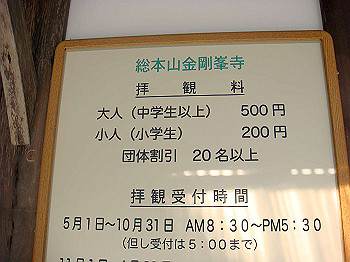 総本山金剛峯寺
拝観料
大人（中学生以上） 500円
小人（小学生） 200円
団体割引 20名以上
拝観受付時間
5月1日～10月31日 AM8:30～PM5:30
（但し受付は5:00まで）